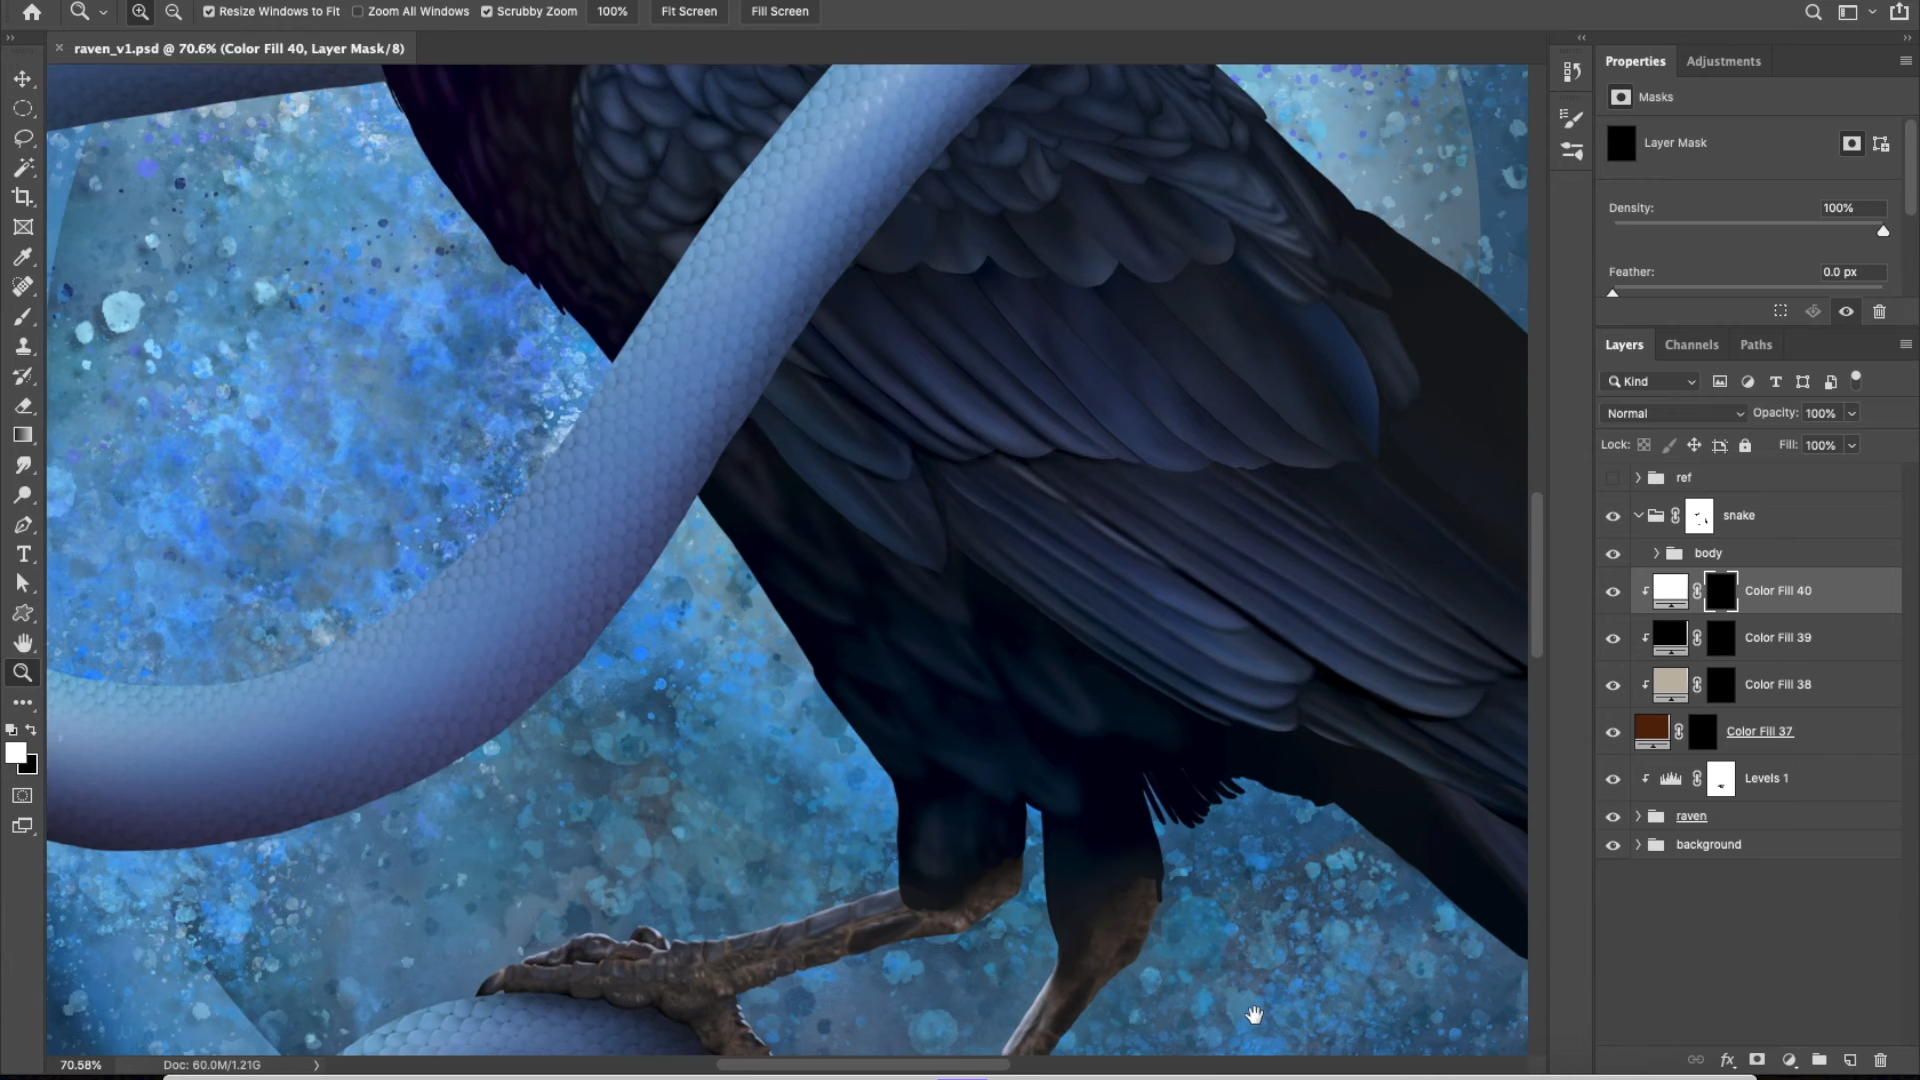 Resize Windows to Fit Zoom All Windows Scrubby Zoom 100% Fit Screen Fill Screen
raven_v1.psd @ 70.6% (Color Fill 40, Layer Mask/8)
Properties Adjustments
Masks
Layer Mask
Density: 100%
Feather: 0.0 px
Layers Channels Paths
Kind
Normal Opacity: 100%
Lock: Fill: 100%
ref
snake
body
Color Fill 40
Color Fill 39
Color Fill 38
Color Fill 37
Levels 1
raven
background
70.58% Doc: 60.0M/1.21G